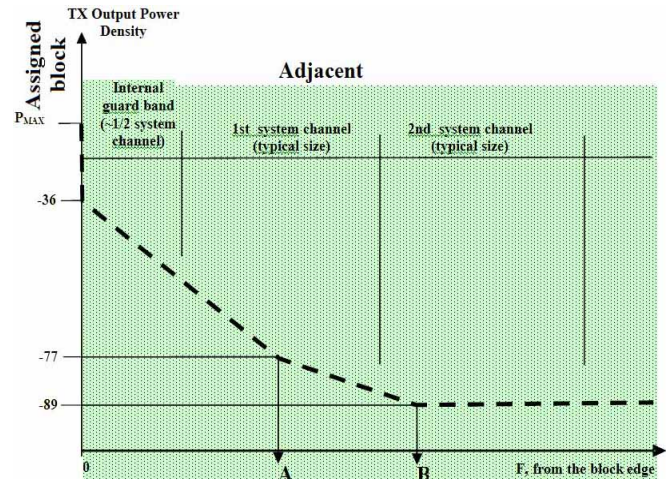 TX Output Power
Density
Assigned
block
Adjacent
Internal
guard band
(~1/2 system
channel)
PMAX
1st system channel
(typical size)
2nd system channel
(typical size)
-36
-77
-89
0
A
B
F, from the block edge